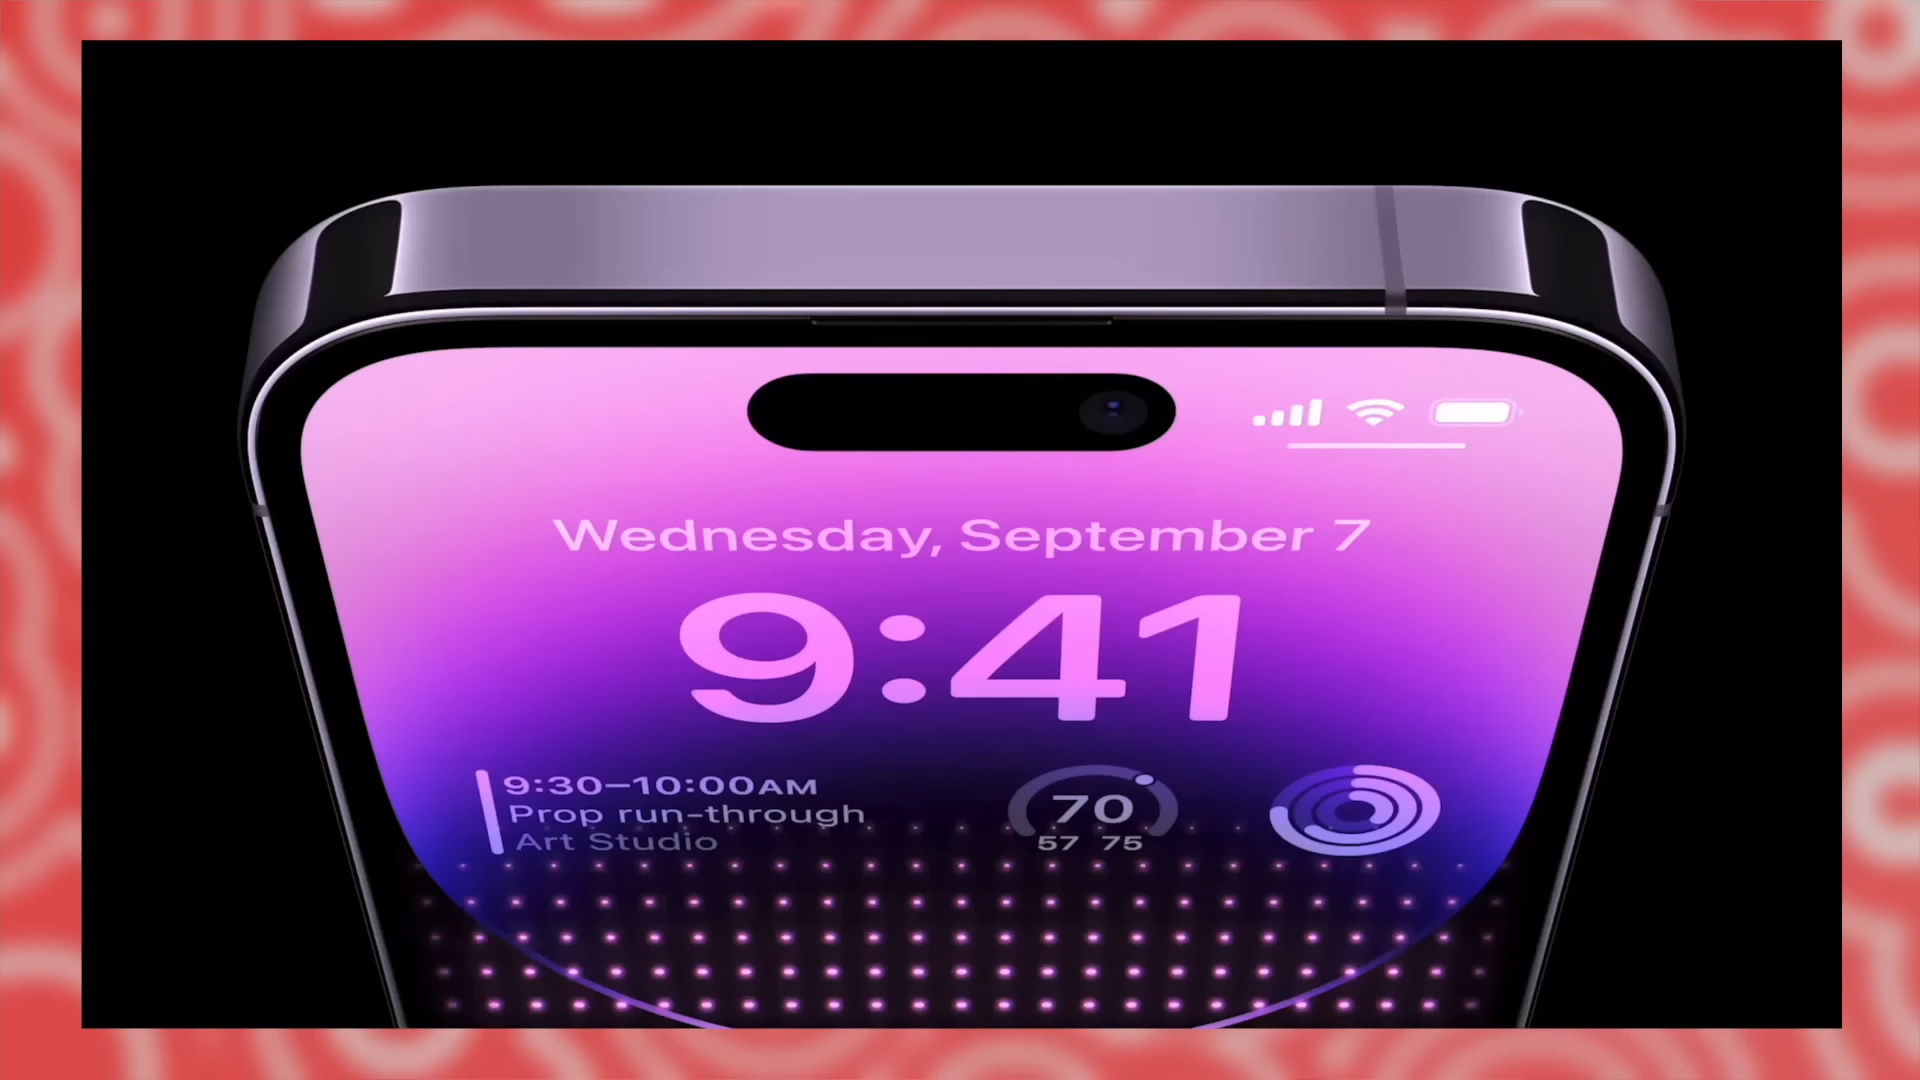 Wednesday, September 7
9:41
9:30–10:00AM
Prop run-through
Art Studio
70
57 75